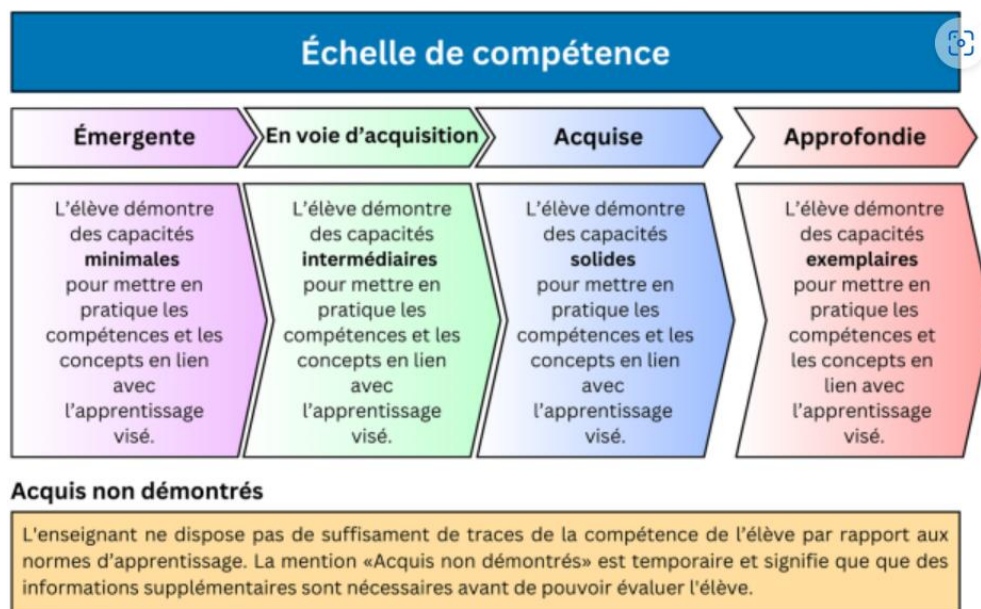 Échelle de compétence
Émergente
En voie d'acquisition
Acquise
Approfondie
L'élève démontre
des capacités
minimales
pour mettre en
pratique les
compétences et les
concepts en lien
avec
l'apprentissage
visé.
L'élève démontre
des capacités
intermédiaires
pour mettre en
pratique les
compétences et les
concepts en lien
avec
l'apprentissage
visé.
L'élève démontre
des capacités
solides
pour mettre en
pratique les
compétences et les
concepts en lien
avec
l'apprentissage
visé.
L'élève démontre
des capacités
exemplaires
pour mettre en
pratique les
compétences et
les concepts en
lien avec
l'apprentissage
visé.
Acquis non démontrés
L'enseignant ne dispose pas de suffisament de traces de la compétence de l'élève par rapport aux
normes d'apprentissage. La mention «Acquis non démontrés» est temporaire et signifie que que des
informations supplémentaires sont nécessaires avant de pouvoir évaluer l'élève.